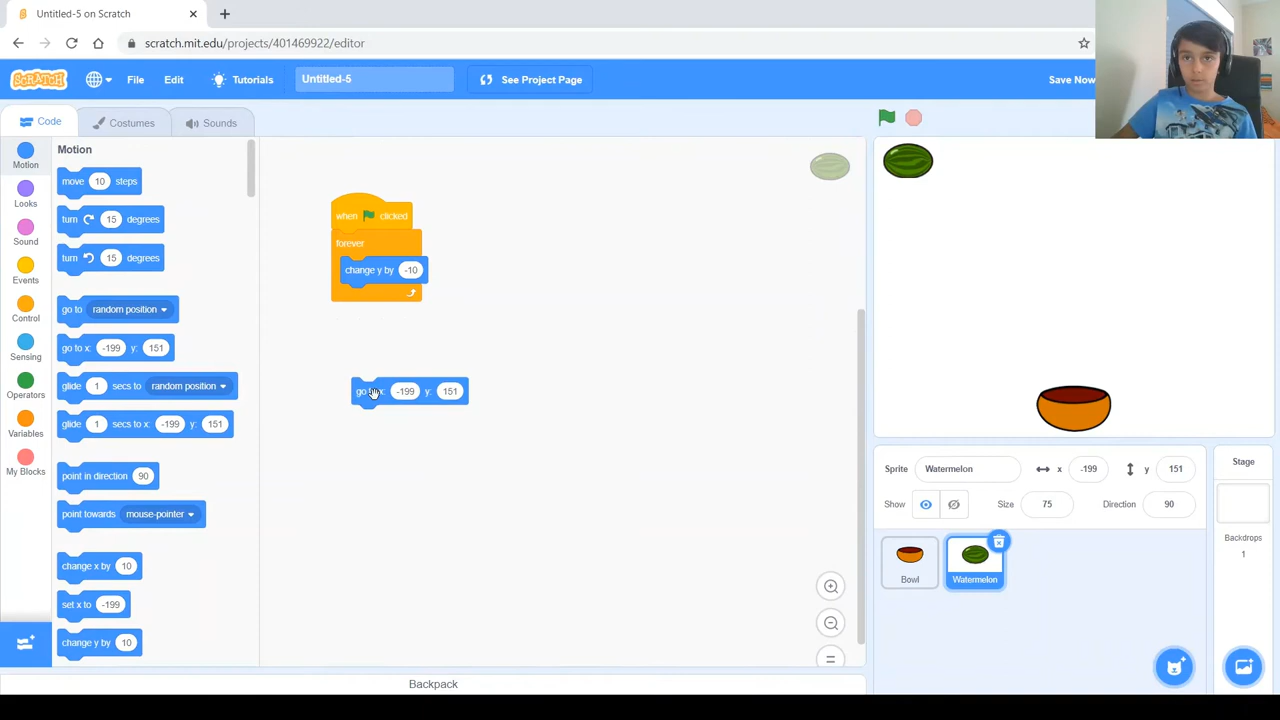 Untitled-5 on Scratch
scratch.mit.edu/projects/401469922/editor
SCRATCH
File
Edit
Tutorials
Untitled-5
See Project Page
Save Now
Code
Costumes
Sounds
Motion
Looks
Sound
Events
Control
Sensing
Operators
Variables
My Blocks
Motion
move 10 steps
turn 15 degrees
turn 15 degrees
go to random position
go to x: -199 y: 151
glide 1 secs to random position
glide 1 secs to x: -199 y: 151
point in direction 90
point towards mouse-pointer
change x by 10
set x to -199
change y by 10
when clicked
forever
change y by -10
-199 y: 151
Sprite Watermelon x -199 y 151
Show Size 75 Direction 90
Bowl
Watermelon
Stage
Backdrops
1
Backpack